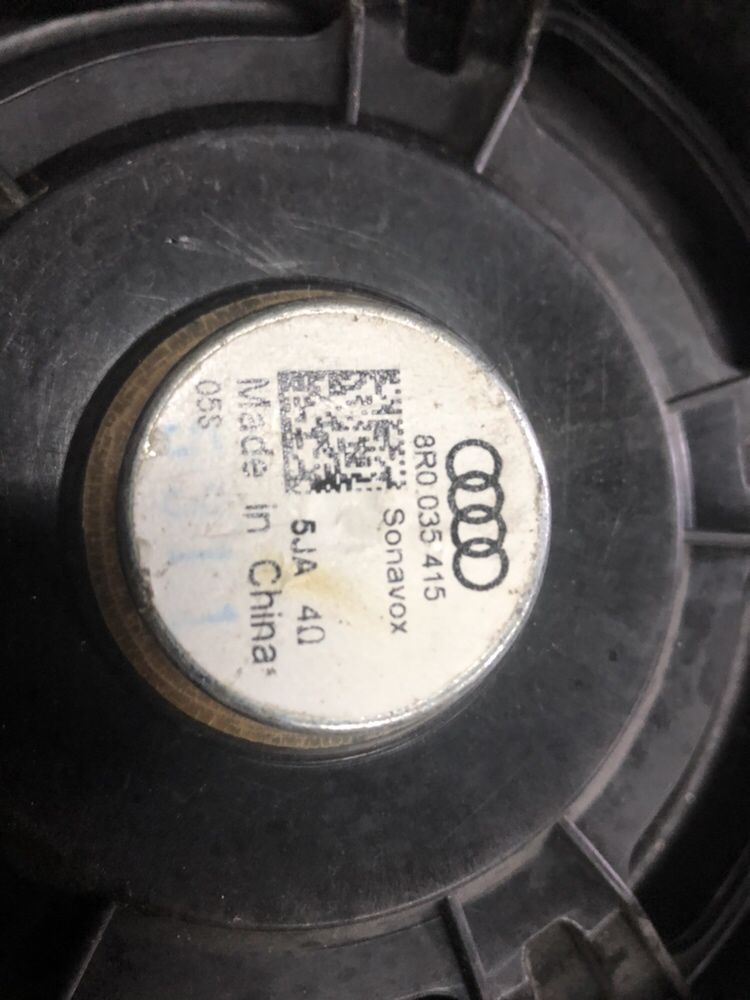 8R0 035 415
Sonavox
5JA 4Ω
Made in China
05S